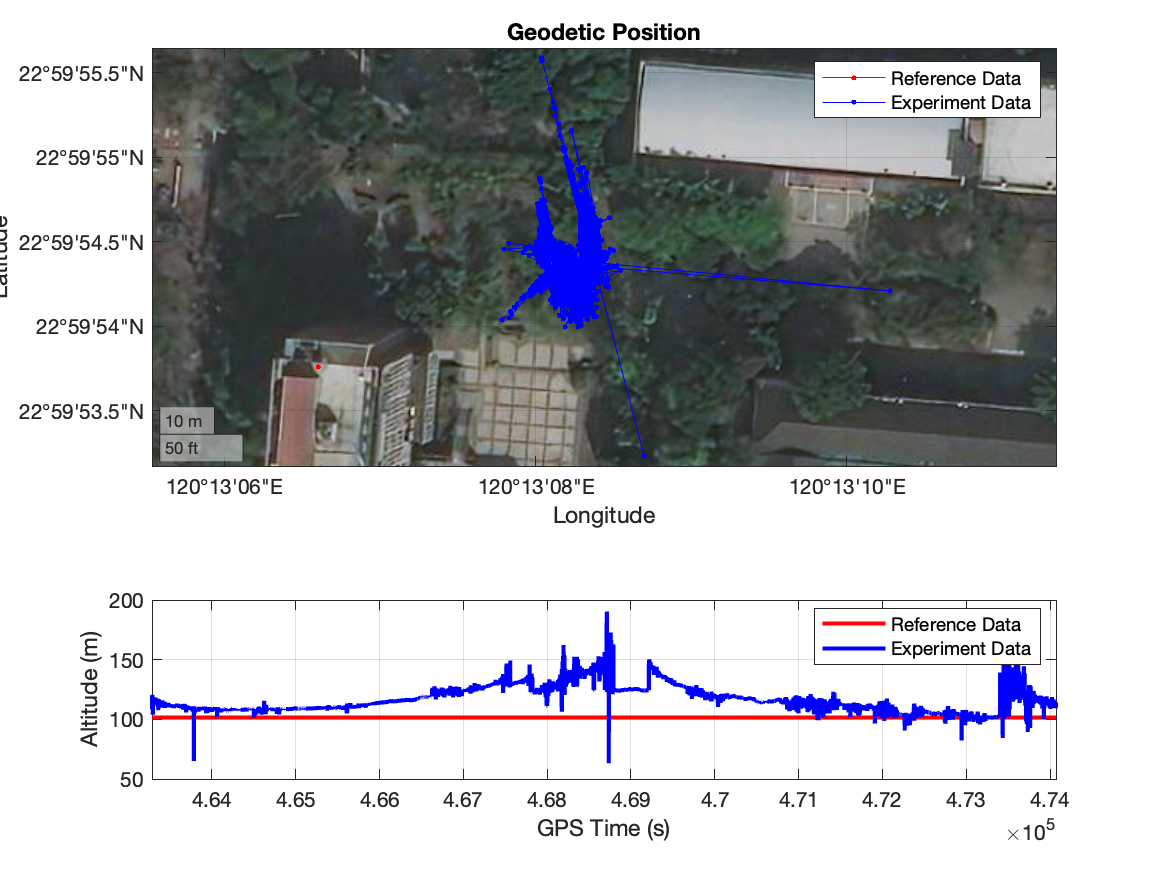 Geodetic Position
Reference Data
Experiment Data
22°59'55.5"N
22°59'55"N
22°59'54.5"N
22°59'54"N
22°59'53.5"N
Latitude
10 m
50 ft
120°13'06"E
120°13'08"E
120°13'10"E
Longitude
200
150
100
50
Altitude (m)
Reference Data
Experiment Data
4.64
4.65
4.66
4.67
4.68
4.69
4.7
4.71
4.72
4.73
4.74
GPS Time (s)
×10⁵